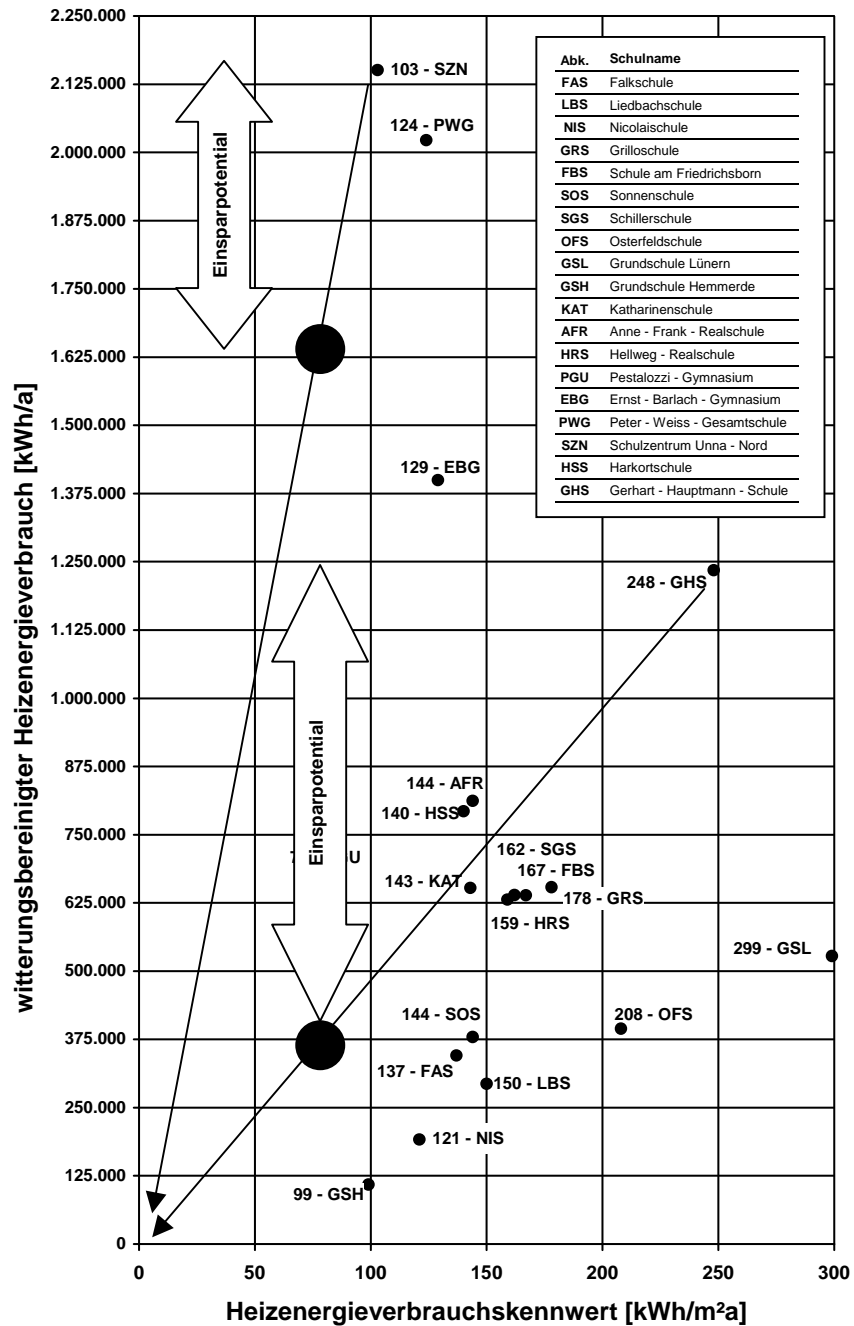 2.250.000
2.125.000
2.000.000
1.875.000
1.750.000
1.625.000
1.500.000
1.375.000
1.250.000
1.125.000
1.000.000
875.000
750.000
625.000
500.000
375.000
250.000
125.000
0
witterungsbereinigter Heizenergieverbrauch [kWh/a]
103 - SZN
124 - PWG
Einsparpotential
129 - EBG
248 - GHS
Einsparpotential
144 - AFR
140 - HSS
162 - SGS
167 - FBS
143 - KAT
178 - GRS
159 - HRS
299 - GSL
144 - SOS
208 - OFS
137 - FAS
150 - LBS
121 - NIS
99 - GSH
Abk. Schulname
FAS Falkschule
LBS Liedbachschule
NIS Nicolaischule
GRS Grilloschule
FBS Schule am Friedrichsborn
SOS Sonnenschule
SGS Schillerschule
OFS Osterfeldschule
GSL Grundschule Lünern
GSH Grundschule Hemmerde
KAT Katharinenschule
AFR Anne - Frank - Realschule
HRS Hellweg - Realschule
PGU Pestalozzi - Gymnasium
EBG Ernst - Barlach - Gymnasium
PWG Peter - Weiss - Gesamtschule
SZN Schulzentrum Unna - Nord
HSS Harkortschule
GHS Gerhart - Hauptmann - Schule
0 50 100 150 200 250 300
Heizenergieverbrauchskennwert [kWh/m²a]